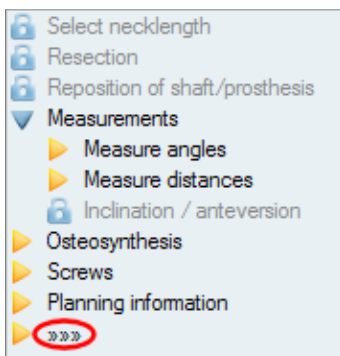 Select necklength
Resection
Reposition of shaft/prosthesis
Measurements
Measure angles
Measure distances
Inclination / anteversion
Osteosynthesis
Screws
Planning information
»»»